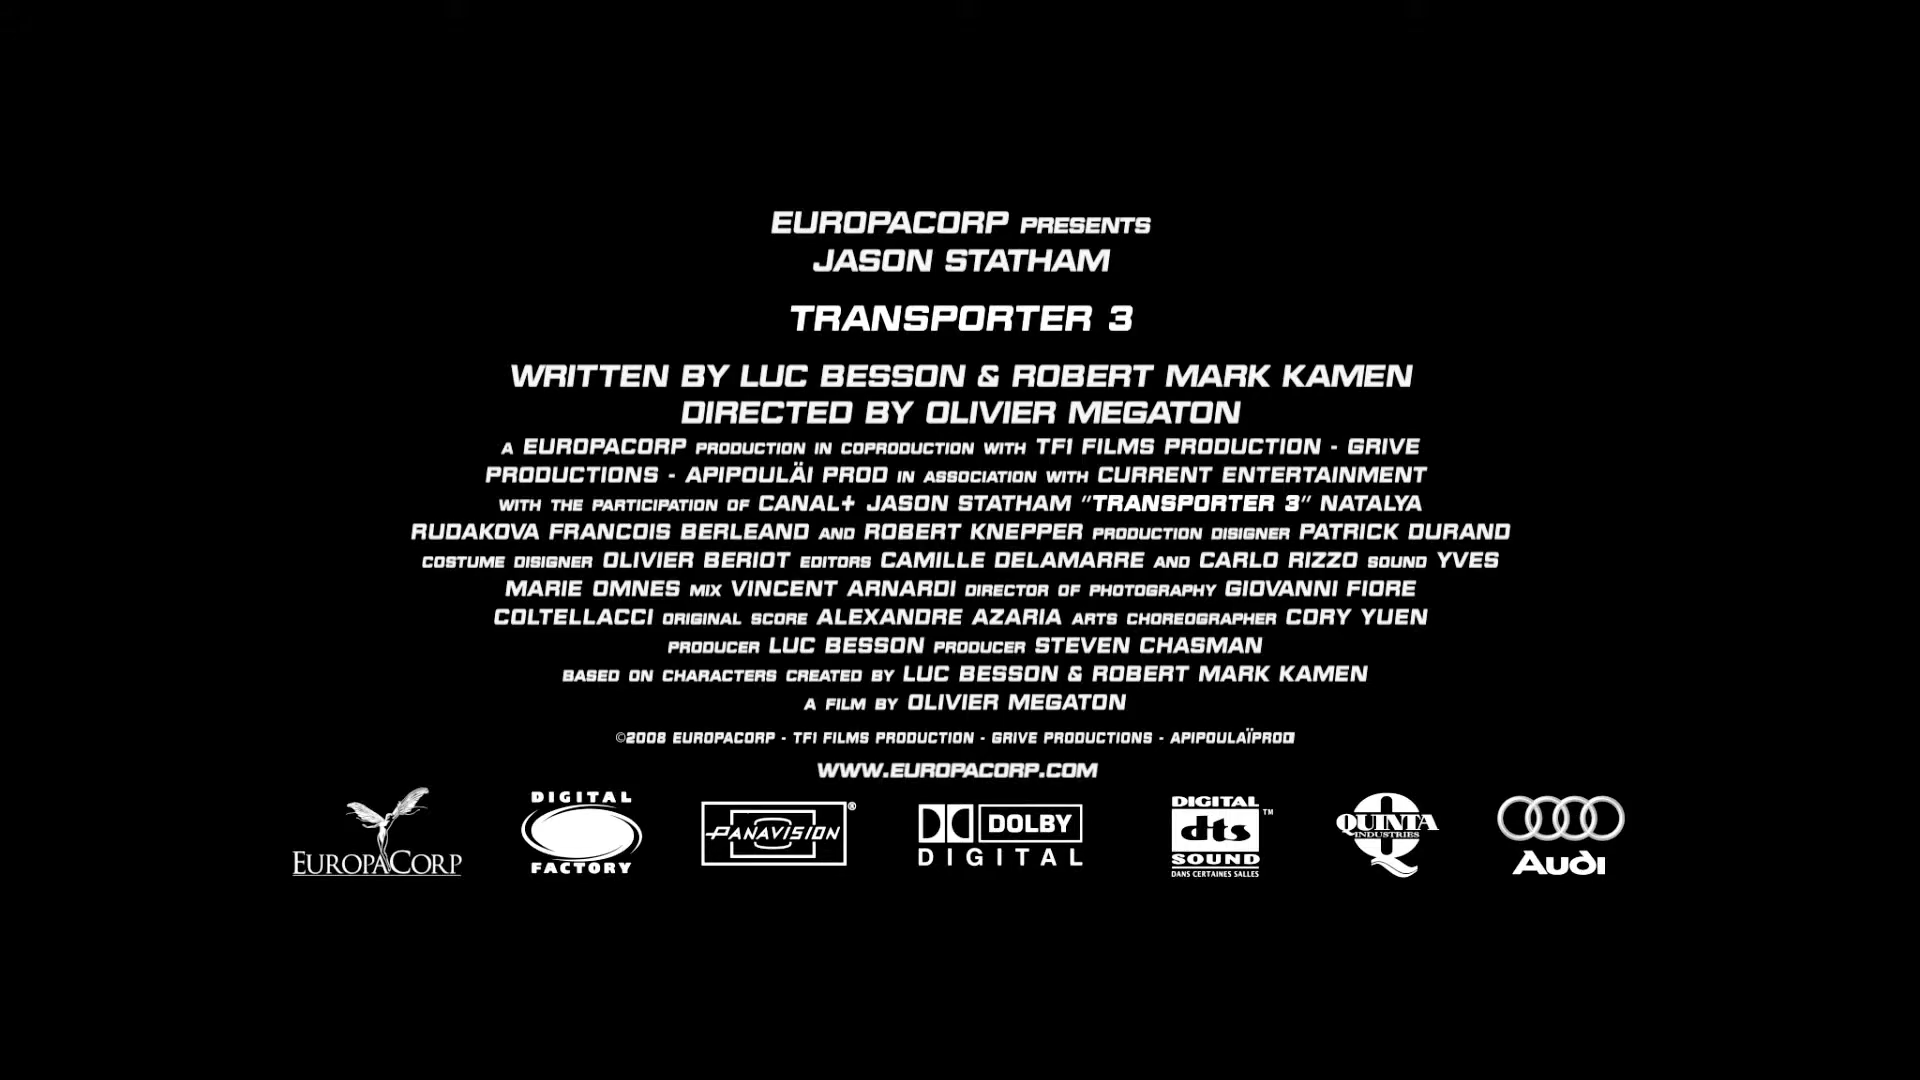 EUROPACORP PRESENTS
JASON STATHAM
TRANSPORTER 3
WRITTEN BY LUC BESSON & ROBERT MARK KAMEN
DIRECTED BY OLIVIER MEGATON
A EUROPACORP PRODUCTION IN COPRODUCTION WITH TF1 FILMS PRODUCTION - GRIVE
PRODUCTIONS - APIPOULÄI PROD IN ASSOCIATION WITH CURRENT ENTERTAINMENT
WITH THE PARTICIPATION OF CANAL+ JASON STATHAM "TRANSPORTER 3" NATALYA
RUDAKOVA FRANCOIS BERLEAND AND ROBERT KNEPPER PRODUCTION DISIGNER PATRICK DURAND
COSTUME DISIGNER OLIVIER BERIOT EDITORS CAMILLE DELAMARRE AND CARLO RIZZO SOUND YVES
MARIE OMNES MIX VINCENT ARNARDI DIRECTOR OF PHOTOGRAPHY GIOVANNI FIORE
COLTELLACCI ORIGINAL SCORE ALEXANDRE AZARIA ARTS CHOREOGRAPHER CORY YUEN
PRODUCER LUC BESSON PRODUCER STEVEN CHASMAN
BASED ON CHARACTERS CREATED BY LUC BESSON & ROBERT MARK KAMEN
A FILM BY OLIVIER MEGATON
©2008 EUROPACORP - TF1 FILMS PRODUCTION - GRIVE PRODUCTIONS - APIPOULAÏPROD
WWW.EUROPACORP.COM
EUROPACORP
DIGITAL
FACTORY
PANAVISION®
DOLBY
DIGITAL
DIGITAL
dts™
SOUND
DANS CERTAINES SALLES
QUINTA
INDUSTRIES
Audi